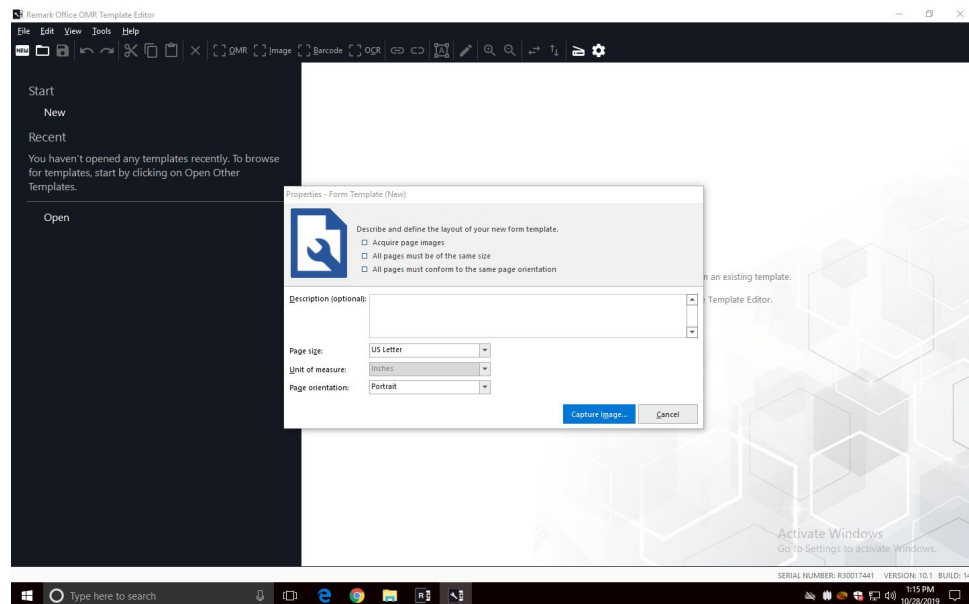 Remark Office OMR Template Editor
File Edit View Tools Help
NEW OMR Image Barcode OCR A
Start
New
Recent
You haven't opened any templates recently. To browse
for templates, start by clicking on Open Other
Templates.
Open
Properties - Form Template (New)
Describe and define the layout of your new form template.
Acquire page images
All pages must be of the same size
All pages must conform to the same page orientation
n an existing template.
Template Editor.
Description (optional):
Page size: US Letter
Unit of measure: Inches
Page orientation: Portrait
Capture Image... Cancel
Activate Windows
Go to Settings to activate Windows.
SERIAL NUMBER: R30017441 VERSION: 10.1 BUILD: 14
Type here to search
1:15 PM
10/28/2019